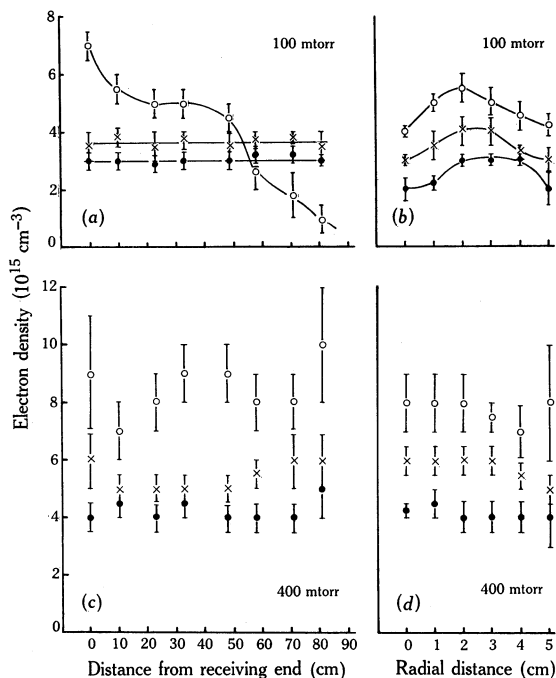 8
6
4
2
0
100 mtorr
(a)
100 mtorr
(b)
Electron density (10¹⁵ cm⁻³)
12
10
8
6
4
2
0
(c)
400 mtorr
(d)
400 mtorr
0 10 20 30 40 50 60 70 80 90
0 1 2 3 4 5
Distance from receiving end (cm)
Radial distance (cm)